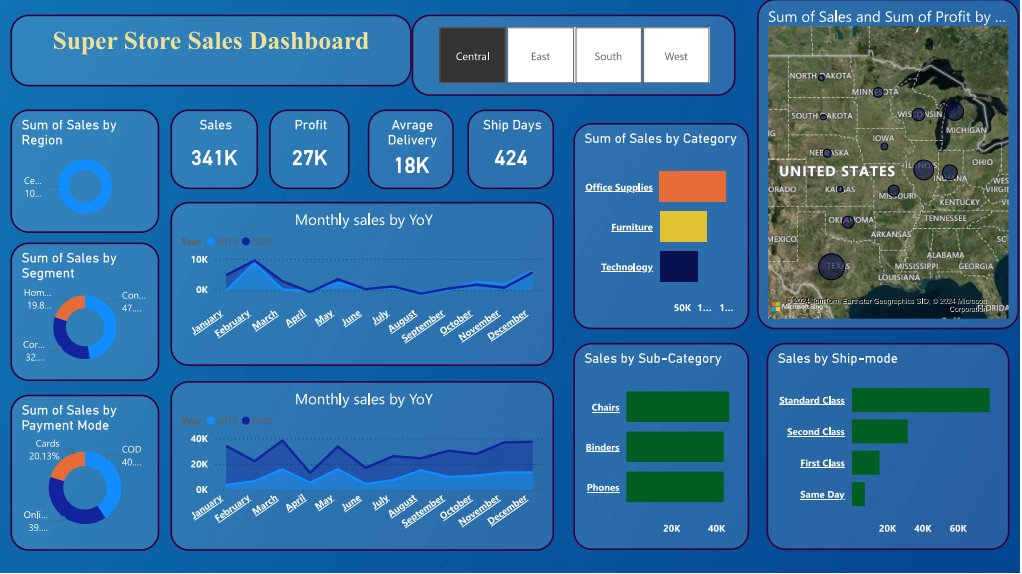 Super Store Sales Dashboard
Central
East
South
West
Sum of Sales and Sum of Profit by ...
NORTH DAKOTA
MINNESOTA
SOUTH DAKOTA
WISCONSIN
MICHIGAN
IOWA
NEBRASKA
ILLINOIS
INDIANA
OHIO
UNITED STATES
KANSAS
MISSOURI
KENTUCKY
WES
VIRGI
OKLAHOMA
TENNESSEE
ARKANSAS
MEXICO
ALABAMA
MISSISSIPPI
GEORGIA
TEXAS
LOUISIANA
© 2024 TomTom, Earthstar Geographics SIO, © 2024 Microsoft Corporation
Microsoft Bing
Sum of Sales by
Region
Ce...
10...
Sales
341K
Profit
27K
Avrage
Delivery
18K
Ship Days
424
Sum of Sales by Category
Office Supplies
Furniture
Technology
50K 1... 1...
Monthly sales by YoY
Year 2019 2020
10K
0K
January
February
March
April
May
June
July
August
September
October
November
December
Sum of Sales by
Segment
Hom...
19.8...
Con...
47....
Cor...
32....
Sum of Sales by
Payment Mode
Cards
20.13%
COD
40....
Onli...
39....
Monthly sales by YoY
Year 2019 2020
40K
20K
0K
January
February
March
April
May
June
July
August
September
October
November
December
Sales by Sub-Category
Chairs
Binders
Phones
20K 40K
Sales by Ship-mode
Standard Class
Second Class
First Class
Same Day
20K 40K 60K